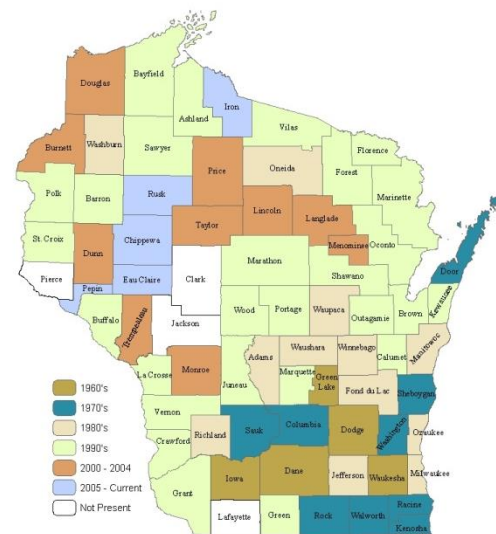 Douglas
Bayfield
Iron
Ashland
Vilas
Burnett
Washburn
Sawyer
Florence
Price
Oneida
Forest
Polk
Barron
Rusk
Marinette
Lincoln
Langlade
Taylor
St. Croix
Dunn
Chippewa
Menominee
Oconto
Door
Pierce
Pepin
Eau Claire
Clark
Marathon
Shawano
Kewaunee
Buffalo
Trempealeau
Jackson
Wood
Portage
Waupaca
Outagamie
Brown
Manitowoc
La Crosse
Monroe
Juneau
Adams
Waushara
Winnebago
Calumet
Marquette
Green
Lake
Fond du Lac
Sheboygan
Vernon
Crawford
Richland
Sauk
Columbia
Dodge
Washington
Ozaukee
Grant
Iowa
Dane
Jefferson
Waukesha
Milwaukee
Lafayette
Green
Rock
Walworth
Racine
Kenosha
1960's
1970's
1980's
1990's
2000 - 2004
2005 - Current
Not Present